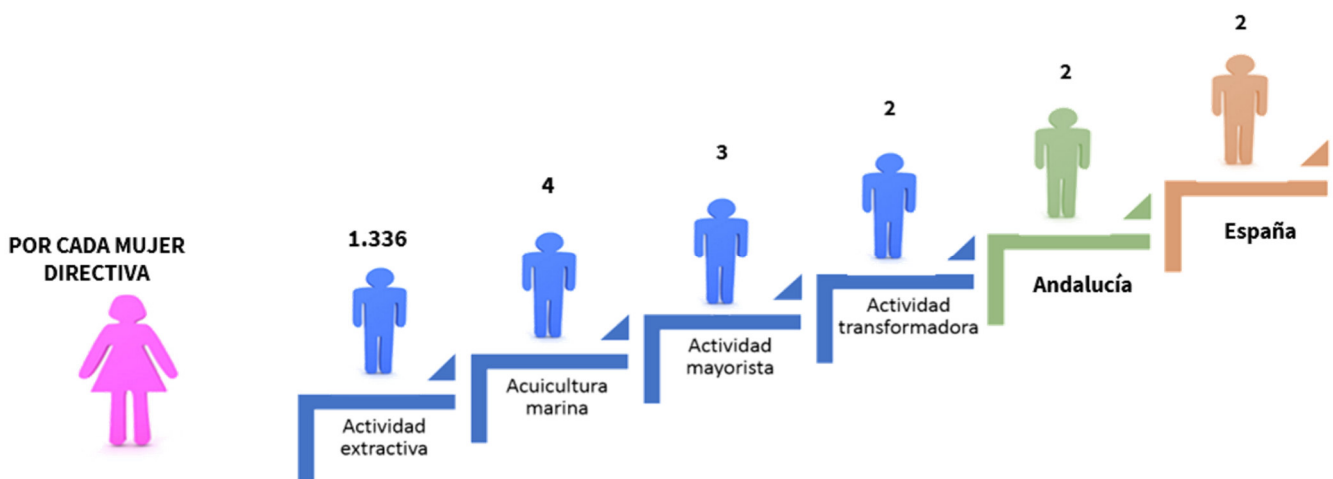 POR CADA MUJER
DIRECTIVA
1.336
Actividad
extractiva
4
Acuicultura
marina
3
Actividad
mayorista
2
Actividad
transformadora
2
Andalucía
2
España